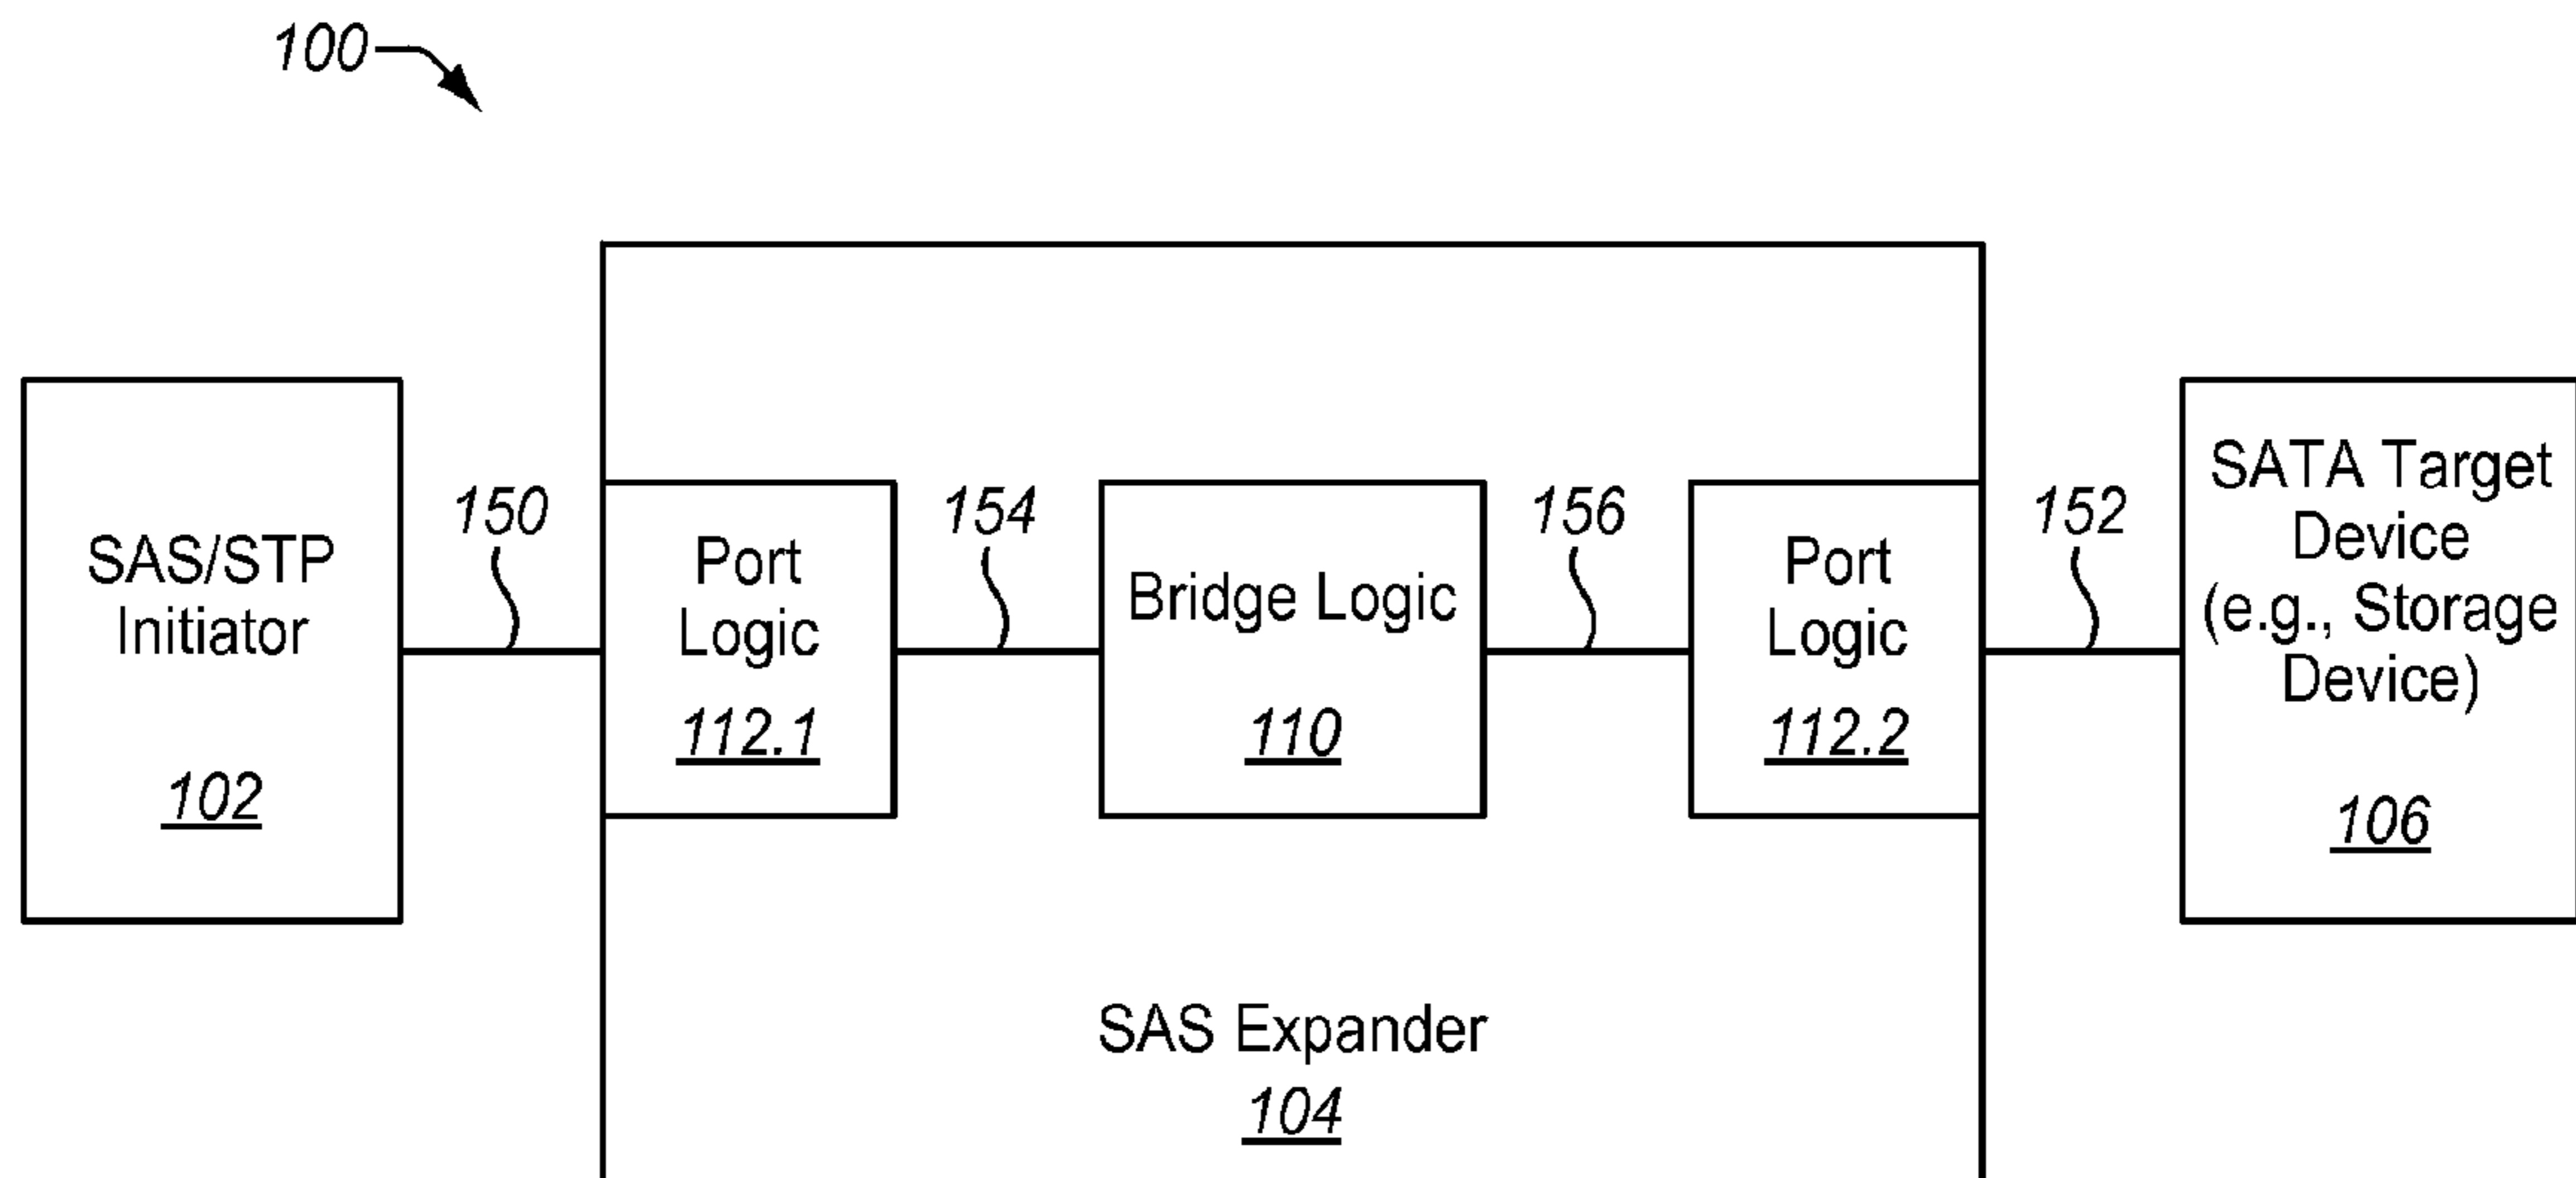 100
SAS/STP
Initiator
102
150
Port
Logic
112.1
154
Bridge Logic
110
156
Port
Logic
112.2
152
SATA Target
Device
(e.g., Storage
Device)
106
SAS Expander
104